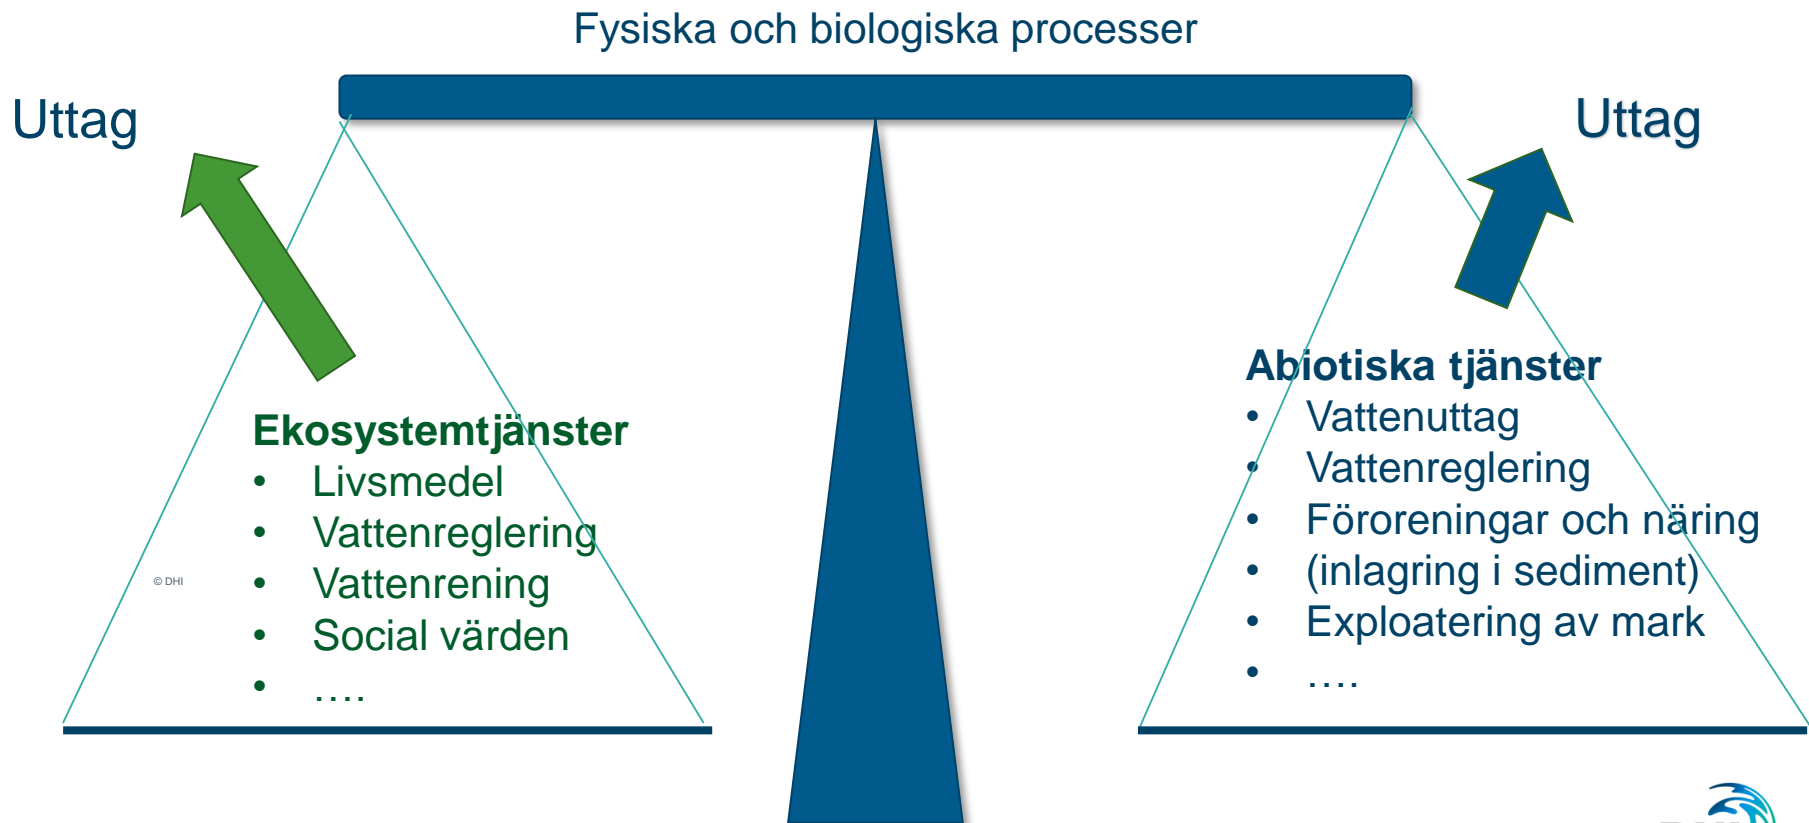 Fysiska och biologiska processer
Uttag
Uttag
Ekosystemtjänster
• Livsmedel
• Vattenreglering
• Vattenrening
• Social värden
• ….
© DHI
Abiotiska tjänster
• Vattenuttag
• Vattenreglering
• Föroreningar och näring
• (inlagring i sediment)
• Exploatering av mark
• ….